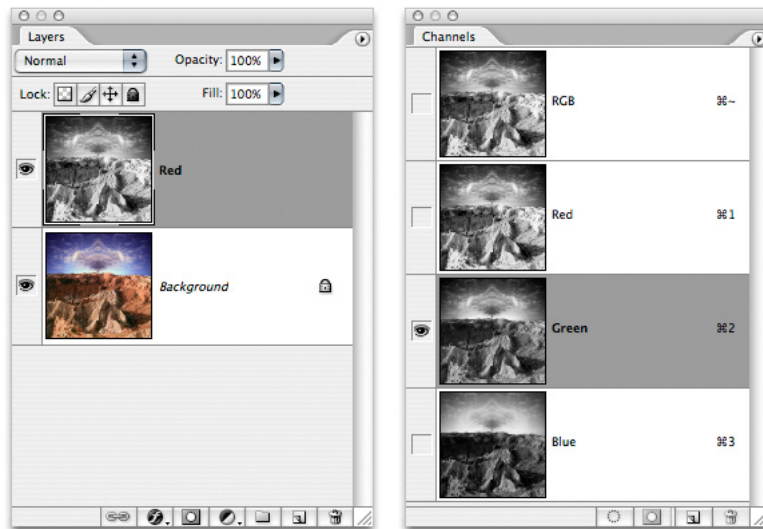 Layers
Normal
Opacity: 100%
Lock:
Fill: 100%
Red
Background
Channels
RGB ⌘~
Red ⌘1
Green ⌘2
Blue ⌘3